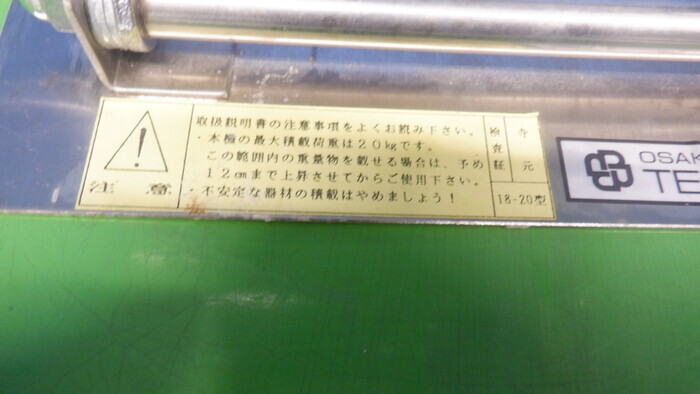 取扱説明書の注意事項をよくお読み下さい。
・本機の最大積載荷重は20kgです。
この範囲内の重量物を載せる場合は、予め
12cmまで上昇させてからご使用下さい。
・不安定な器材の積載はやめましょう！
注 意
検査証
寺元
18-20型
OSAK
TE